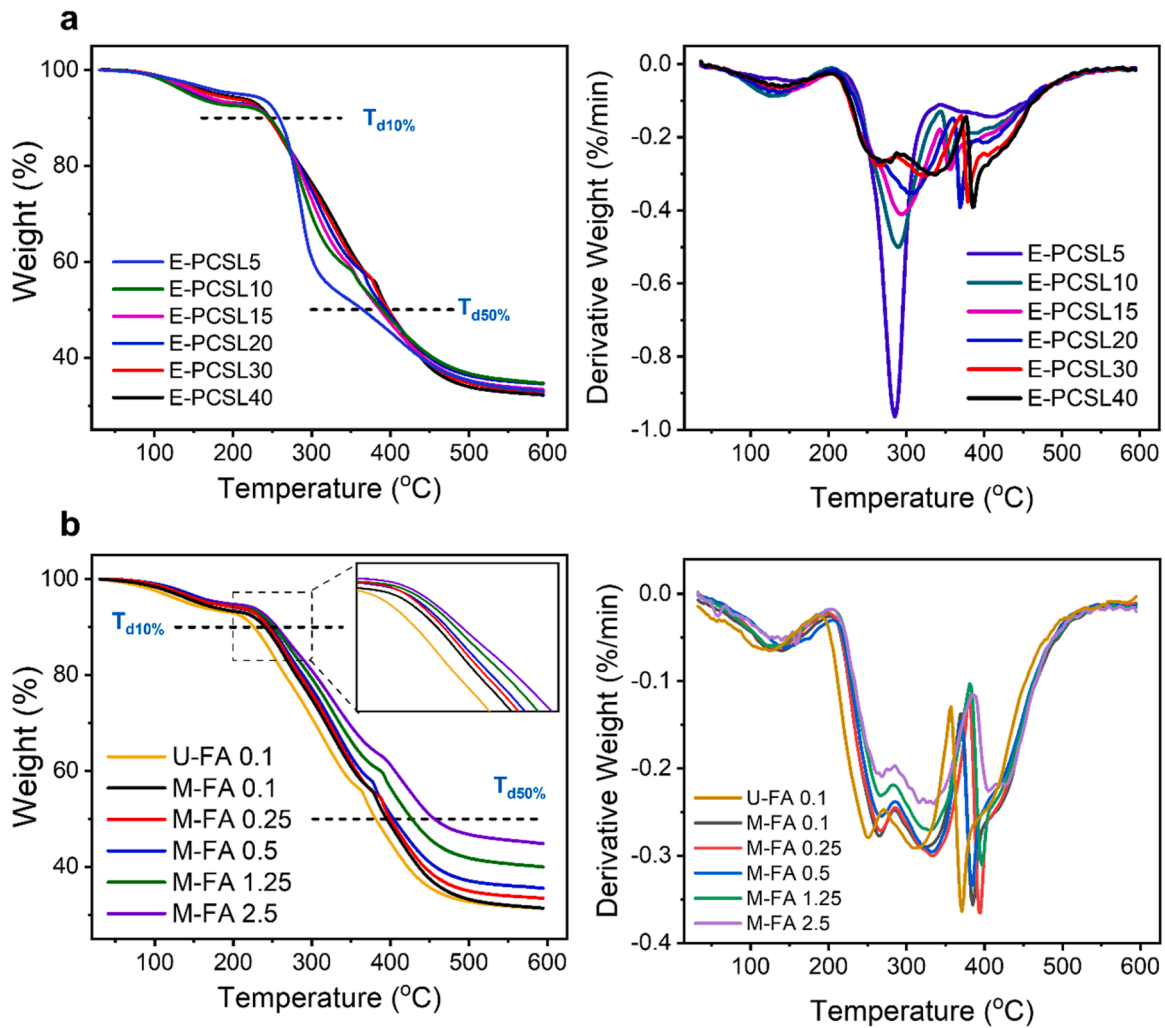 a
100
80
60
40
Weight (%)
T_d10%
T_d50%
E-PCSL5
E-PCSL10
E-PCSL15
E-PCSL20
E-PCSL30
E-PCSL40
100 200 300 400 500 600
Temperature (°C)
0.0
-0.2
-0.4
-0.6
-0.8
-1.0
Derivative Weight (%/min)
E-PCSL5
E-PCSL10
E-PCSL15
E-PCSL20
E-PCSL30
E-PCSL40
100 200 300 400 500 600
Temperature (°C)
b
100
80
60
40
Weight (%)
T_d10%
T_d50%
U-FA 0.1
M-FA 0.1
M-FA 0.25
M-FA 0.5
M-FA 1.25
M-FA 2.5
100 200 300 400 500 600
Temperature (°C)
0.0
-0.1
-0.2
-0.3
-0.4
Derivative Weight (%/min)
U-FA 0.1
M-FA 0.1
M-FA 0.25
M-FA 0.5
M-FA 1.25
M-FA 2.5
100 200 300 400 500 600
Temperature (°C)